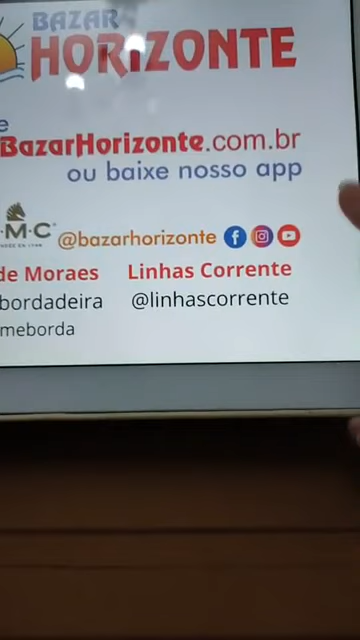 BAZAR
HORIZONTE
e
BazarHorizonte.com.br
ou baixe nosso app
M·C
@bazarhorizonte
de Moraes Linhas Corrente
bordadeira @linhascorrente
meborda